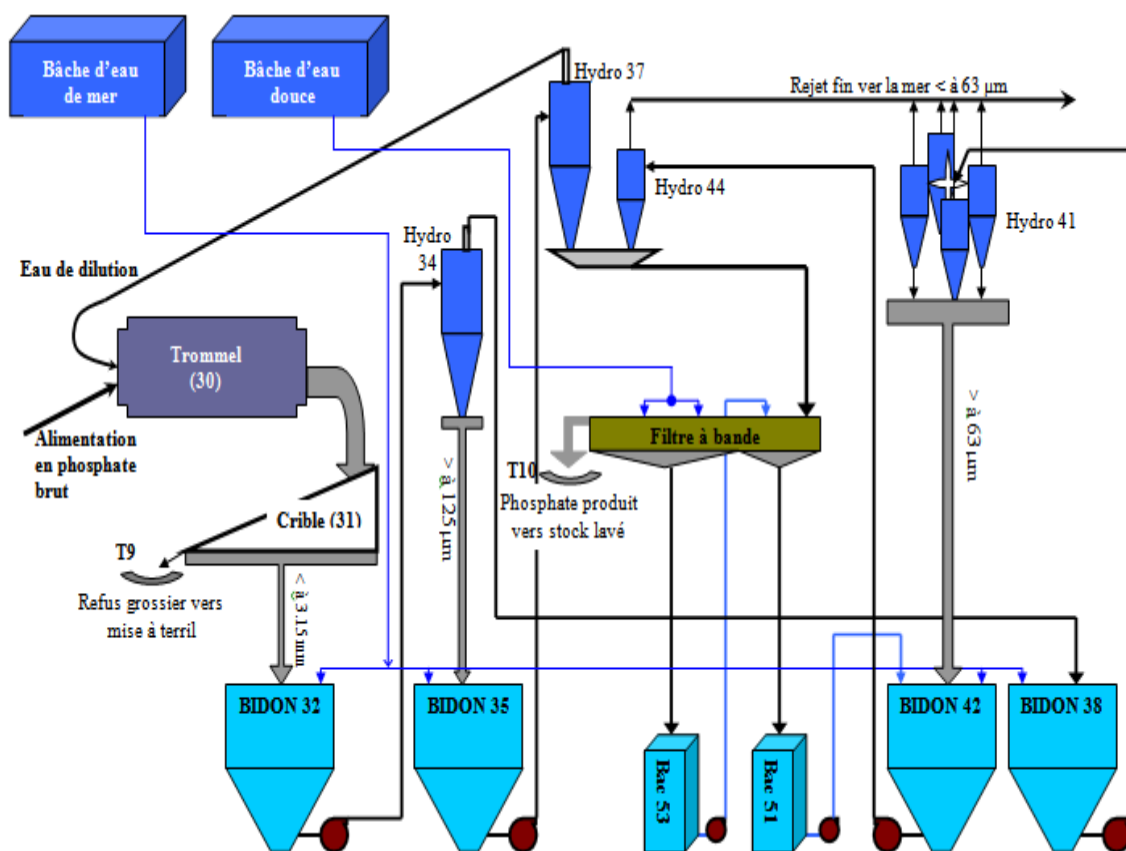 Bâche d'eau
de mer
Bâche d'eau
douce
Hydro 37
Rejet fin ver la mer < à 63 µm
Hydro 44
Hydro 41
Hydro
34
Eau de dilution
Trommel
(30)
Alimentation
en phosphate
brut
Filtre à bande
> à 125 µm
> à 63 µm
T10
Phosphate produit
vers stock lavé
Crible (31)
T9
Refus grossier vers
mise à terril
< à 3.15 mm
BIDON 32
BIDON 35
BIDON 42
BIDON 38
Bac 53
Bac 51